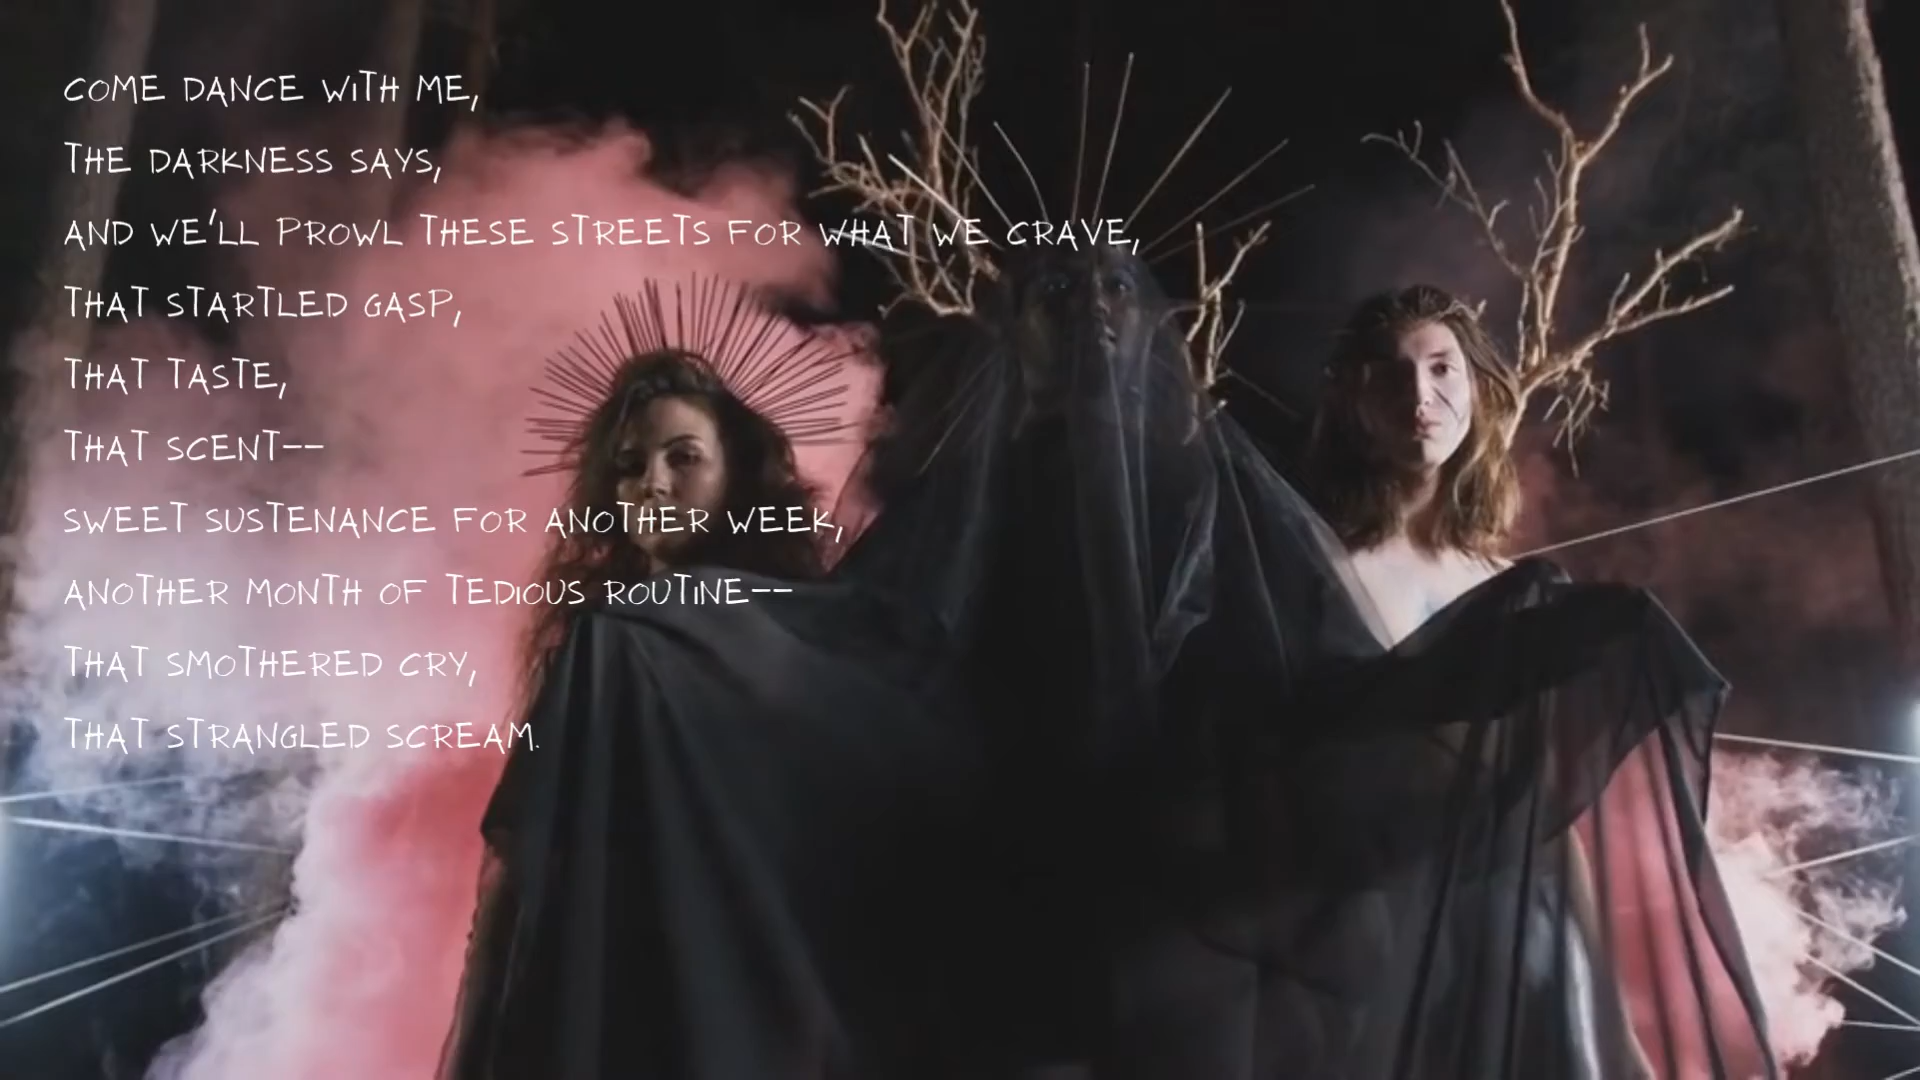 COME DANCE WITH ME,
THE DARKNESS SAYS,
AND WE'LL PROWL THESE STREETS FOR WHAT WE CRAVE,
THAT STARTLED GASP,
THAT TASTE,
THAT SCENT--
SWEET SUSTENANCE FOR ANOTHER WEEK,
ANOTHER MONTH OF TEDIOUS ROUTINE--
THAT SMOTHERED CRY,
THAT STRANGLED SCREAM.